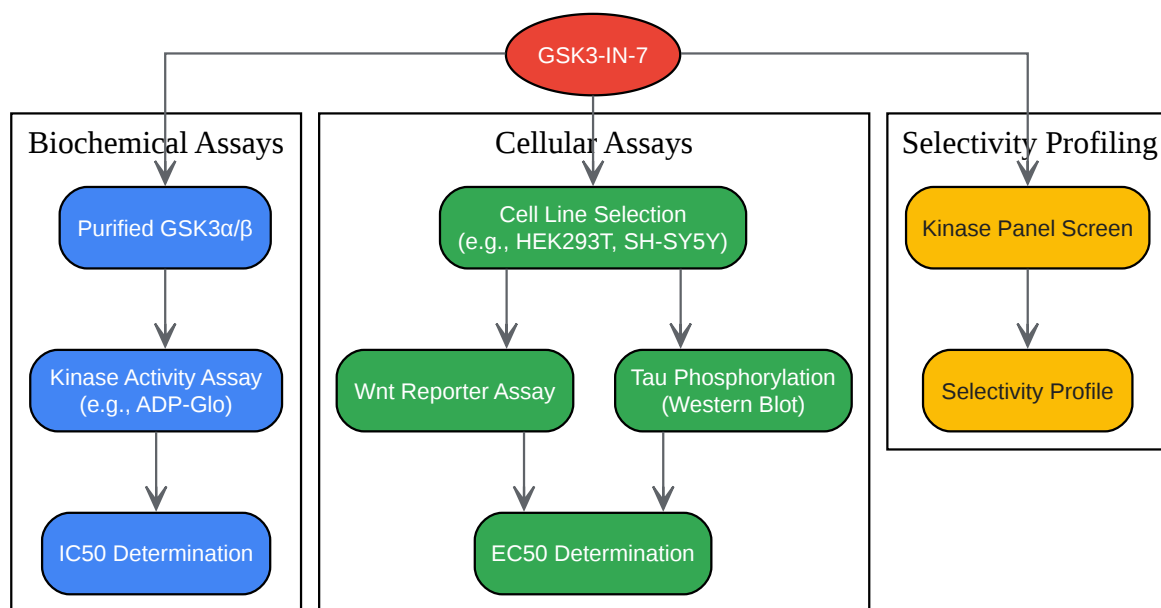 GSK3-IN-7
Biochemical Assays
Cellular Assays
Selectivity Profiling
Purified GSK3α/β
Cell Line Selection
(e.g., HEK293T, SH-SY5Y)
Kinase Panel Screen
Kinase Activity Assay
(e.g., ADP-Glo)
Wnt Reporter Assay
Tau Phosphorylation
(Western Blot)
Selectivity Profile
IC50 Determination
EC50 Determination